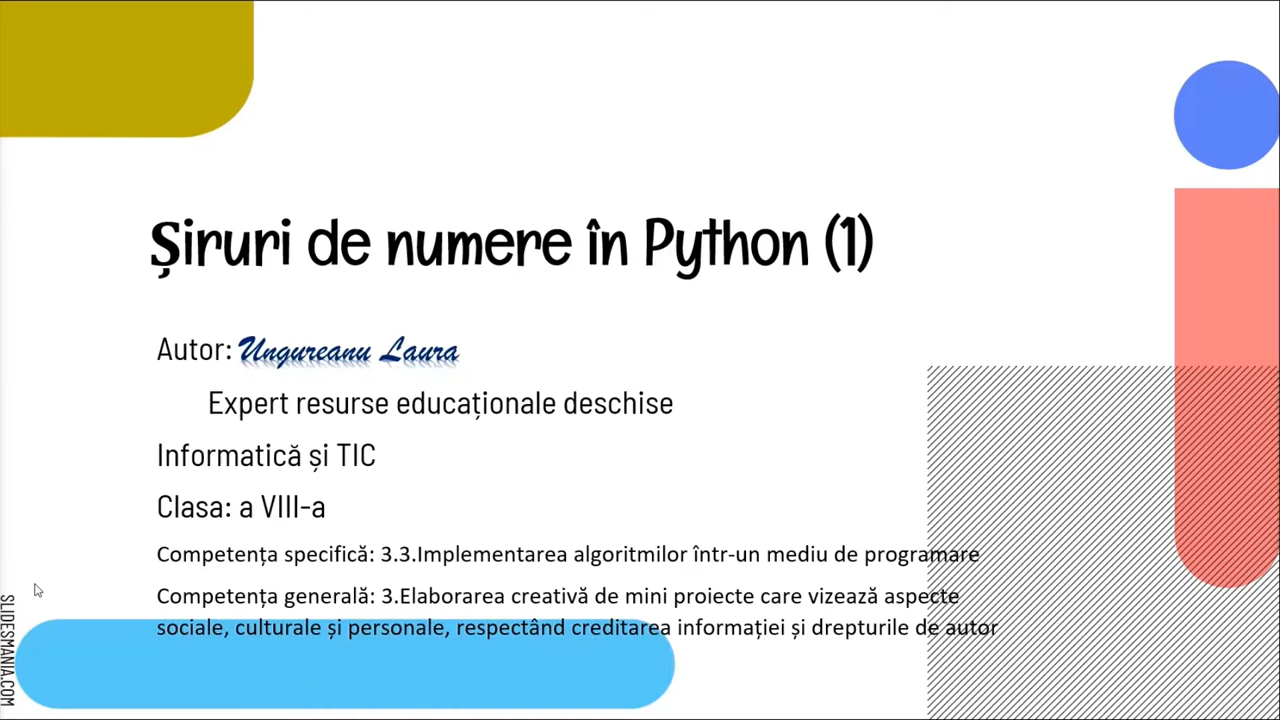 Șiruri de numere în Python (1)
Autor: Ungureanu Laura
Expert resurse educaționale deschise
Informatică și TIC
Clasa: a VIII-a
Competența specifică: 3.3.Implementarea algoritmilor într-un mediu de programare
Competența generală: 3.Elaborarea creativă de mini proiecte care vizează aspecte
sociale, culturale și personale, respectând creditarea informației și drepturile de autor
SLIDESMANIA.COM